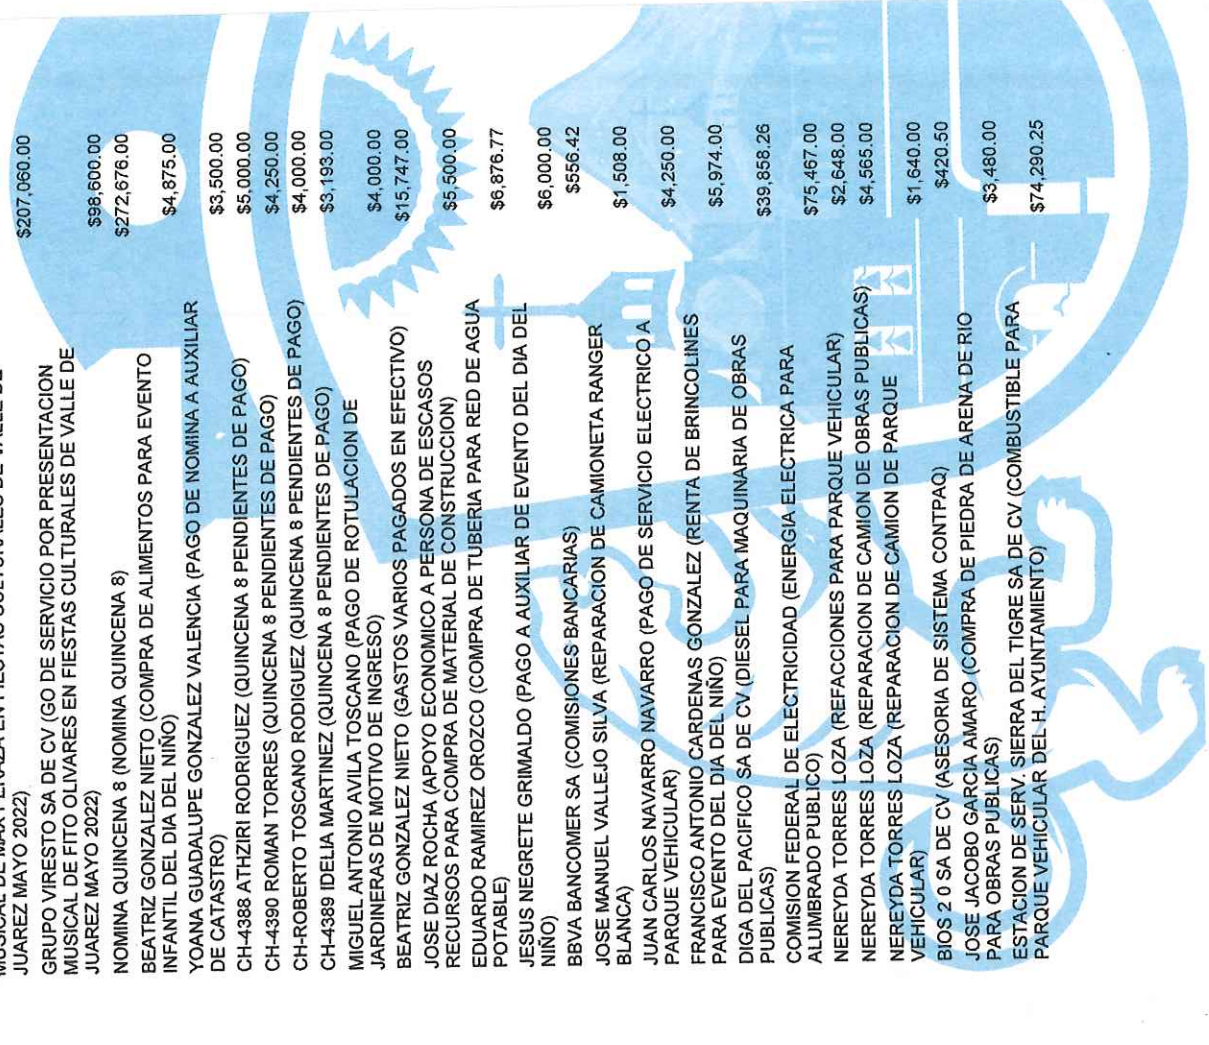 JUAREZ MAYO 2022) $207,060.00
GRUPO VIRESTO SA DE CV (GO DE SERVICIO POR PRESENTACION
MUSICAL DE FITO OLIVARES EN FIESTAS CULTURALES DE VALLE DE
JUAREZ MAYO 2022) $98,600.00
NOMINA QUINCENA 8 (NOMINA QUINCENA 8) $272,676.00
BEATRIZ GONZALEZ NIETO (COMPRA DE ALIMENTOS PARA EVENTO
INFANTIL DEL DIA DEL NIÑO) $4,875.00
YOANA GUADALUPE GONZALEZ VALENCIA (PAGO DE NOMINA A AUXILIAR
DE CATASTRO) $3,500.00
CH-4388 ATHZIRI RODRIGUEZ (QUINCENA 8 PENDIENTES DE PAGO) $5,000.00
CH-4390 ROMAN TORRES (QUINCENA 8 PENDIENTES DE PAGO) $4,250.00
CH-ROBERTO TOSCANO RODIGUEZ (QUINCENA 8 PENDIENTES DE PAGO) $4,000.00
CH-4389 IDELIA MARTINEZ (QUINCENA 8 PENDIENTES DE PAGO) $3,193.00
MIGUEL ANTONIO AVILA TOSCANO (PAGO DE ROTULACION DE
JARDINERAS DE MOTIVO DE INGRESO) $4,000.00
BEATRIZ GONZALEZ NIETO (GASTOS VARIOS PAGADOS EN EFECTIVO) $15,747.00
JOSE DIAZ ROCHA (APOYO ECONOMICO A PERSONA DE ESCASOS
RECURSOS PARA COMPRA DE MATERIAL DE CONSTRUCCION) $5,500.00
EDUARDO RAMIREZ OROZCO (COMPRA DE TUBERIA PARA RED DE AGUA
POTABLE) $6,876.77
JESUS NEGRETE GRIMALDO (PAGO A AUXILIAR DE EVENTO DEL DIA DEL
NIÑO) $6,000.00
BBVA BANCOMER SA (COMISIONES BANCARIAS) $556.42
JOSE MANUEL VALLEJO SILVA (REPARACION DE CAMIONETA RANGER
BLANCA) $1,508.00
JUAN CARLOS NAVARRO NAVARRO (PAGO DE SERVICIO ELECTRICO A
PARQUE VEHICULAR) $4,250.00
FRANCISCO ANTONIO CARDENAS GONZALEZ (RENTA DE BRINCOLINES
PARA EVENTO DEL DIA DEL NIÑO) $5,974.00
DIGA DEL PACIFICO SA DE CV (DIESEL PARA MAQUINARIA DE OBRAS
PUBLICAS) $39,858.26
COMISION FEDERAL DE ELECTRICIDAD (ENERGIA ELECTRICA PARA
ALUMBRADO PUBLICO) $75,467.00
NEREYDA TORRES LOZA (REFACCIONES PARA PARQUE VEHICULAR) $2,648.00
NEREYDA TORRES LOZA (REPARACION DE CAMION DE OBRAS PUBLICAS) $4,565.00
NEREYDA TORRES LOZA (REPARACION DE CAMION DE PARQUE
VEHICULAR) $1,640.00
BIOS 2 0 SA DE CV (ASESORIA DE SISTEMA CONTPAQ) $420.50
JOSE JACOBO GARCIA AMARO (COMPRA DE PIEDRA DE ARENA DE RIO
PARA OBRAS PUBLICAS) $3,480.00
ESTACION DE SERV. SIERRA DEL TIGRE SA DE CV (COMBUSTIBLE PARA
PARQUE VEHICULAR DEL H. AYUNTAMIENTO) $74,290.25